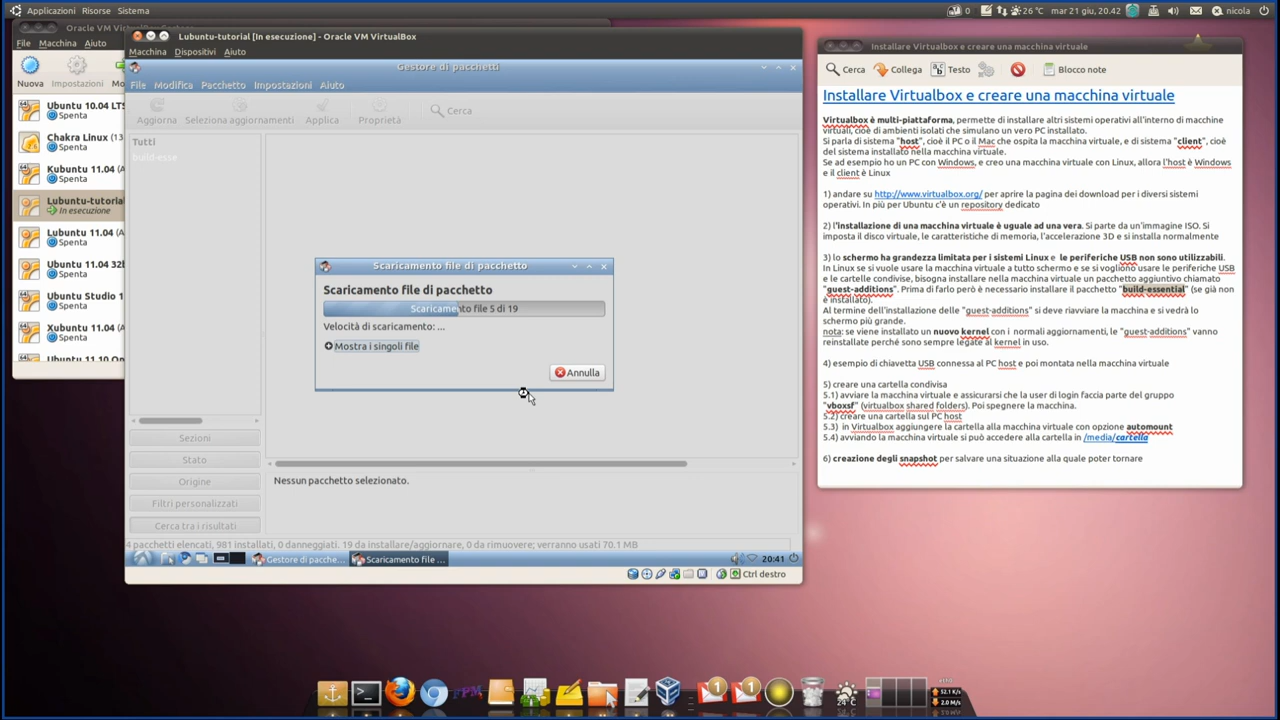 Applicazioni Risorse Sistema
0 26 °C mar 21 giu, 20.42 nicola
Oracle VM VirtualBox
File Macchina Aiuto
Nuova Impostazioni
Ubuntu 10.04 LTS
Spenta
Chakra Linux (13
Spenta
Kubuntu 11.04 (A
Spenta
Lubuntu-tutorial
In esecuzione
Lubuntu 11.04 (A
Spenta
Ubuntu 11.04 32b
Spenta
Ubuntu Studio 1
Spenta
Xubuntu 11.04 (
Spenta
Lubuntu-tutorial [In esecuzione] - Oracle VM VirtualBox
Macchina Dispositivi Aiuto
Gestore di pacchetti
File Modifica Pacchetto Impostazioni Aiuto
Aggiorna Seleziona aggiornamenti Applica Proprietà Cerca
Tutti
build-esse
Scaricamento file di pacchetto
Scaricamento file di pacchetto
Scaricamento file 5 di 19
Velocità di scaricamento: ...
Mostra i singoli file
Annulla
Sezioni
Stato
Origine
Filtri personalizzati
Cerca tra i risultati
Nessun pacchetto selezionato.
4 pacchetti elencati, 981 installati, 0 danneggiati. 19 da installare/aggiornare, 0 da rimuovere; verranno usati 70.1 MB
Gestore di pacche... Scaricamento file ... 20:41
Ctrl destro
Installare Virtualbox e creare una macchina virtuale
Cerca Collega Testo Blocco note
Installare Virtualbox e creare una macchina virtuale
Virtualbox è multi-piattaforma, permette di installare altri sistemi operativi all'interno di macchine
virtuali, cioè di ambienti isolati che simulano un vero PC installato.
Si parla di sistema "host", cioè il PC o il Mac che ospita la macchina virtuale, e di sistema "client", cioè
del sistema installato nella macchina virtuale.
Se ad esempio ho un PC con Windows, e creo una macchina virtuale con Linux, allora l'host è Windows
e il client è Linux
1) andare su http://www.virtualbox.org/ per aprire la pagina dei download per i diversi sistemi
operativi. In più per Ubuntu c'è un repository dedicato
2) l'installazione di una macchina virtuale è uguale ad una vera. Si parte da un'immagine ISO. Si
imposta il disco virtuale, le caratteristiche di memoria, l'accelerazione 3D e si installa normalmente
3) lo schermo ha grandezza limitata per i sistemi Linux e le periferiche USB non sono utilizzabili.
In Linux se si vuole usare la macchina virtuale a tutto schermo e se si vogliono usare le periferiche USB
e le cartelle condivise, bisogna installare nella macchina virtuale un pacchetto aggiuntivo chiamato
"guest-additions". Prima di farlo però è necessario installare il pacchetto "build-essential" (se già non
è installato).
Al termine dell'installazione delle "guest-additions" si deve riavviare la macchina e si vedrà lo
schermo più grande.
nota: se viene installato un nuovo kernel con i normali aggiornamenti, le "guest-additions" vanno
reinstallate perché sono sempre legate al kernel in uso.
4) esempio di chiavetta USB connessa al PC host e poi montata nella macchina virtuale
5) creare una cartella condivisa
5.1) avviare la macchina virtuale e assicurarsi che la user di login faccia parte del gruppo
"vboxsf" (virtualbox shared folders). Poi spegnere la macchina.
5.2) creare una cartella sul PC host
5.3) in Virtualbox aggiungere la cartella alla macchina virtuale con opzione automount
5.4) avviando la macchina virtuale si può accedere alla cartella in /media/cartella
6) creazione degli snapshot per salvare una situazione alla quale poter tornare
FPM 1 1 24°C
52.1 K/s
2.0 M/s